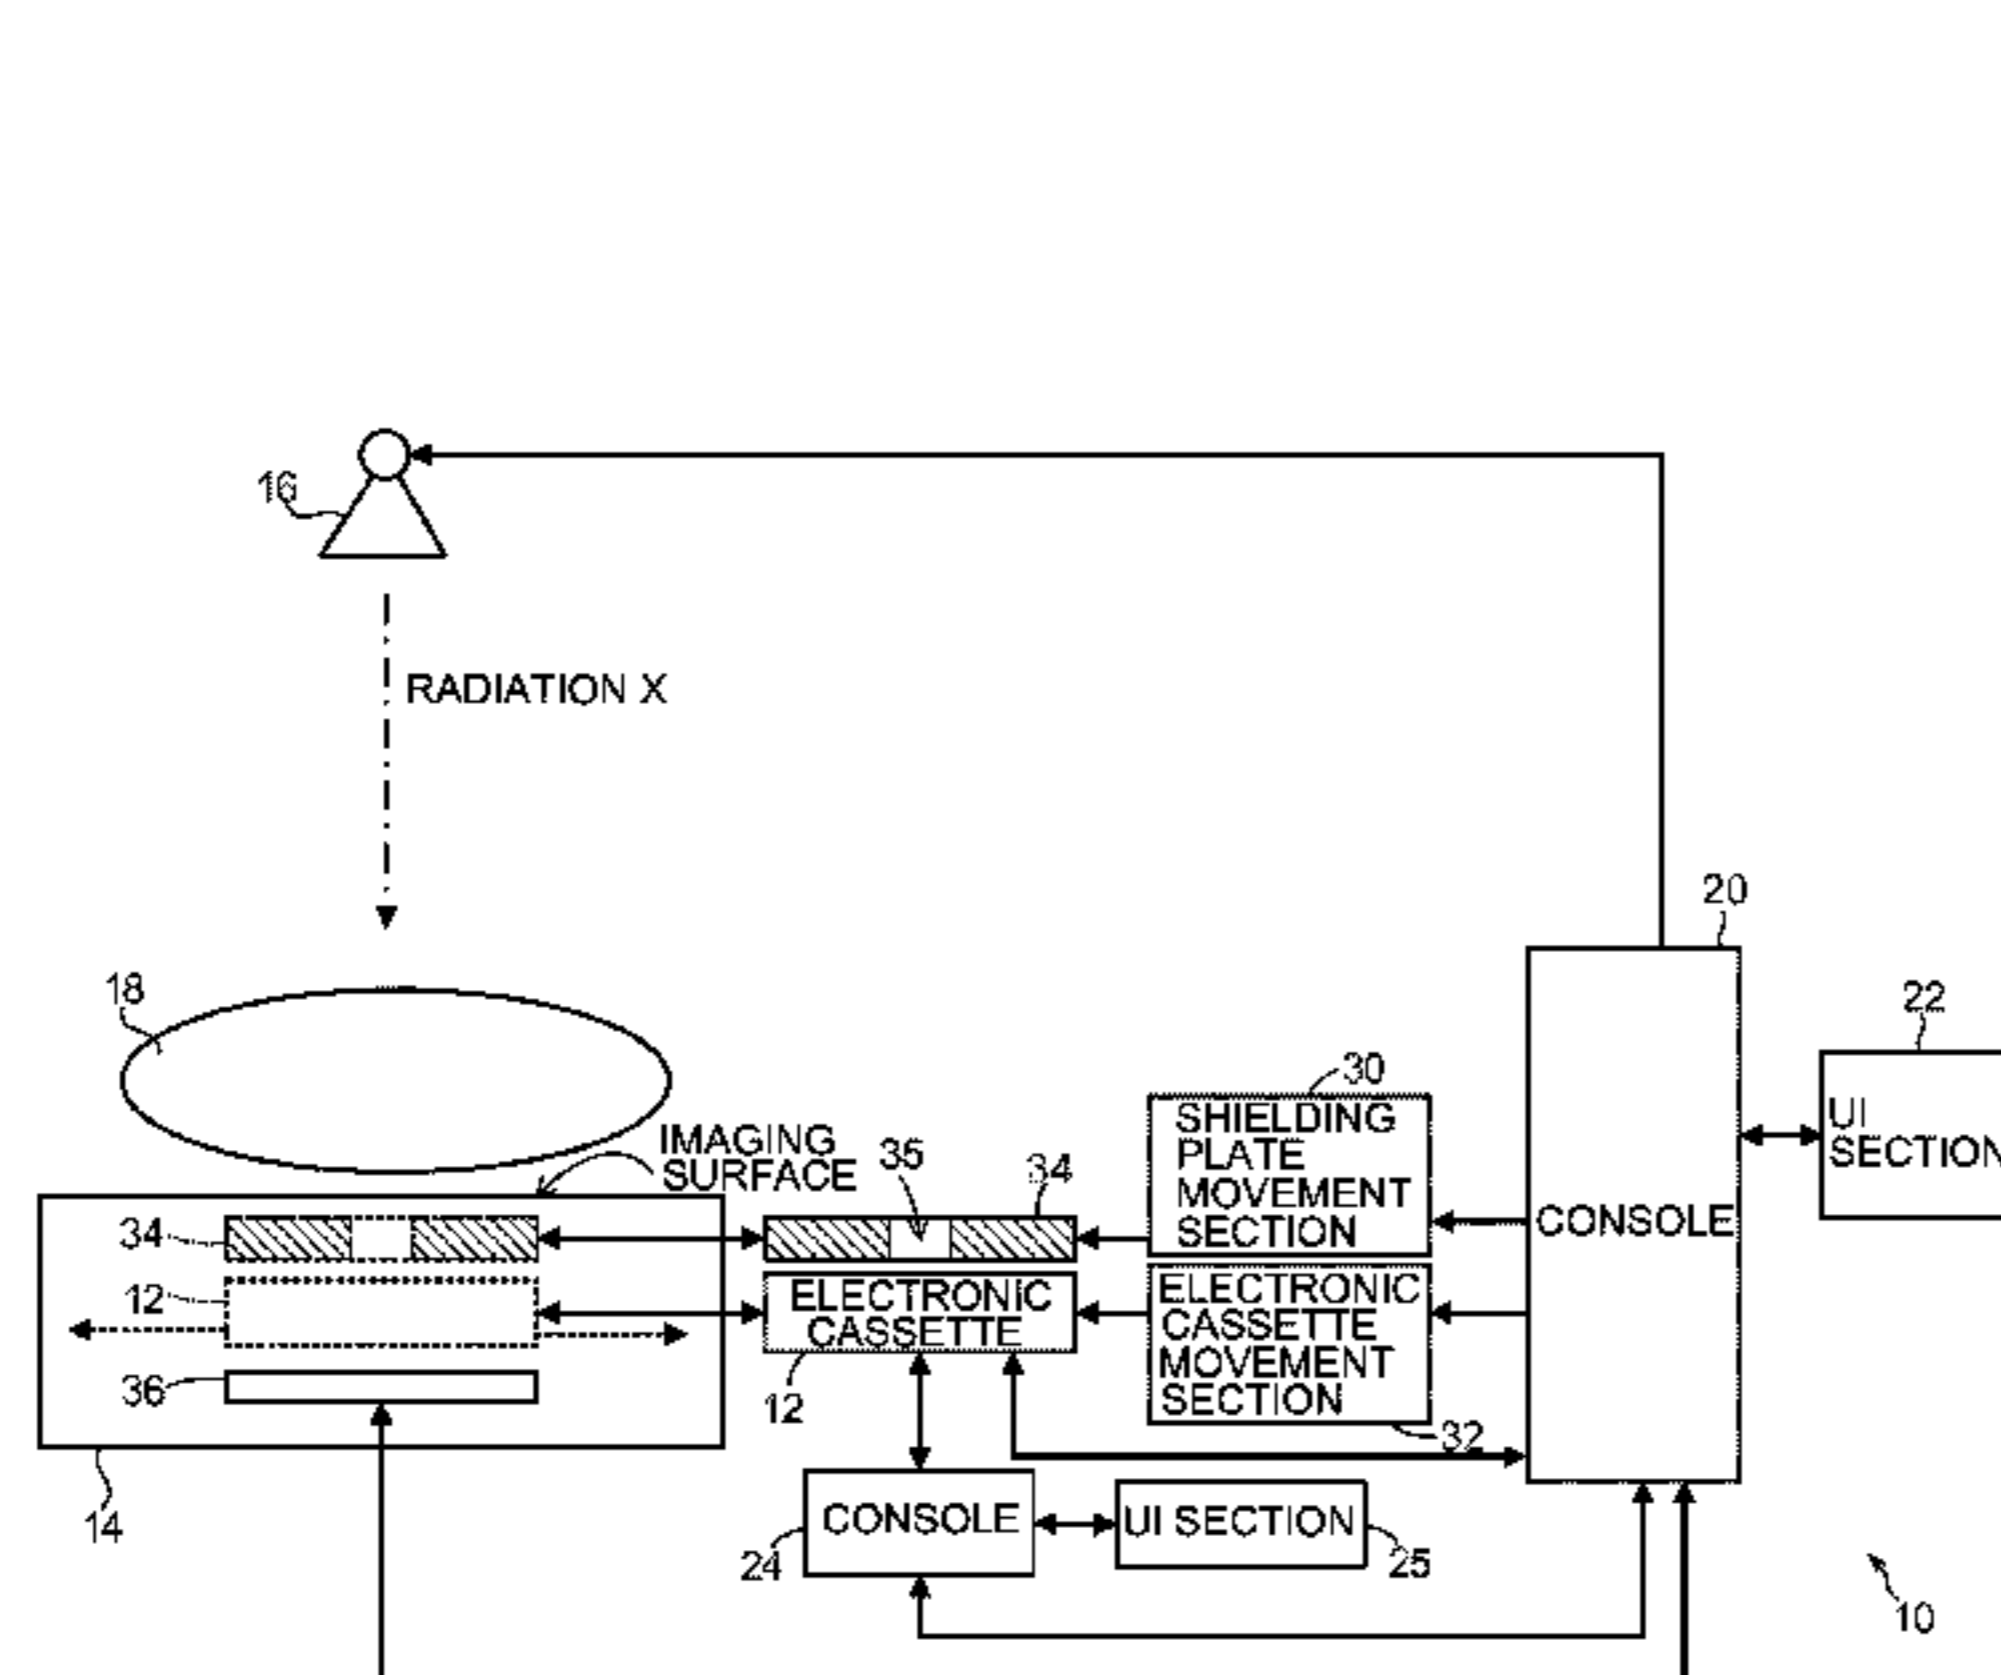 16
RADIATION X
20
18
22
30
IMAGING
SURFACE
35
34
SHIELDING
PLATE
MOVEMENT
SECTION
UI
SECTION
CONSOLE
34
12
ELECTRONIC
CASSETTE
ELECTRONIC
CASSETTE
MOVEMENT
SECTION
36
12
32
14
CONSOLE
UI SECTION
24
25
10